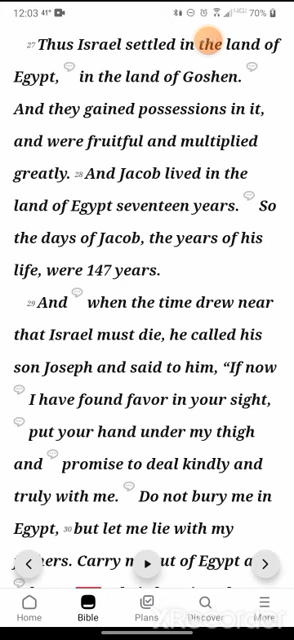 12:03 41° LTE 70%
27 Thus Israel settled in the land of
Egypt, in the land of Goshen.
And they gained possessions in it,
and were fruitful and multiplied
greatly. 28 And Jacob lived in the
land of Egypt seventeen years. So
the days of Jacob, the years of his
life, were 147 years.
29 And when the time drew near
that Israel must die, he called his
son Joseph and said to him, “If now
I have found favor in your sight,
put your hand under my thigh
and promise to deal kindly and
truly with me. Do not bury me in
Egypt, 30 but let me lie with my
Carry out of Egypt
Home Bible Plans Discover More